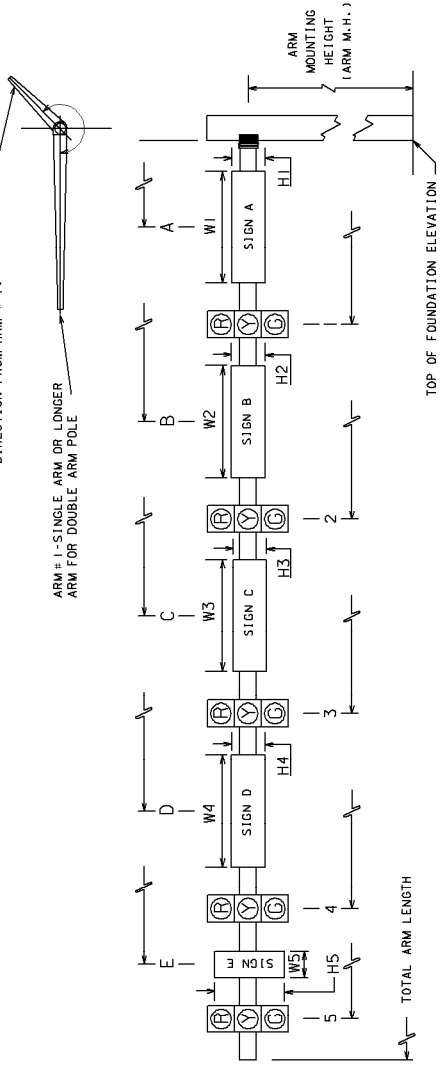 DIRECTION FROM
ARM # 1-SINGLE ARM OR LONGER
ARM FOR DOUBLE ARM POLE
E
D
C
B
A
W4
W3
W2
W1
R
Y
G
R
Y
G
R
Y
G
R
Y
G
R
Y
G
SIGN E
SIGN D
SIGN C
SIGN B
SIGN A
W5
H5
H4
H3
H2
H1
5
4
3
2
1
TOTAL ARM LENGTH
ARM
MOUNTING
HEIGHT
(ARM M.H.)
TOP OF FOUNDATION ELEVATION